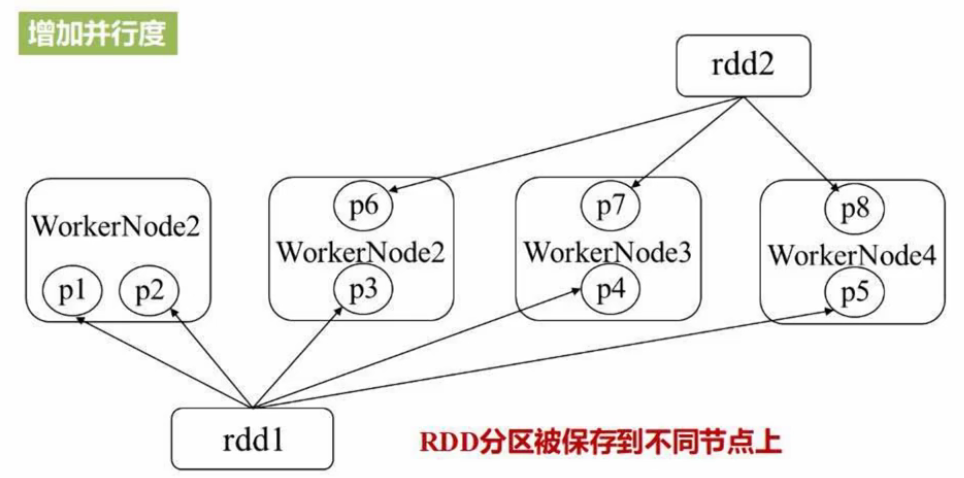 增加并行度
rdd2
WorkerNode2
p1
p2
p6
WorkerNode2
p3
p7
WorkerNode3
p4
p8
WorkerNode4
p5
rdd1
RDD分区被保存到不同节点上